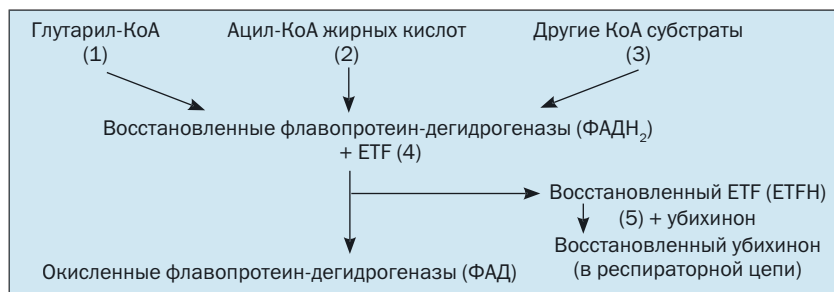 Глутарил-КоА
(1)
Ацил-КоА жирных кислот
(2)
Другие КоА субстраты
(3)
Восстановленные флавопротеин-дегидрогеназы (ФАДН₂)
+ ETF (4)
Восстановленный ETF (ETFH)
(5) + убихинон
Восстановленный убихинон
(в респираторной цепи)
Окисленные флавопротеин-дегидрогеназы (ФАД)